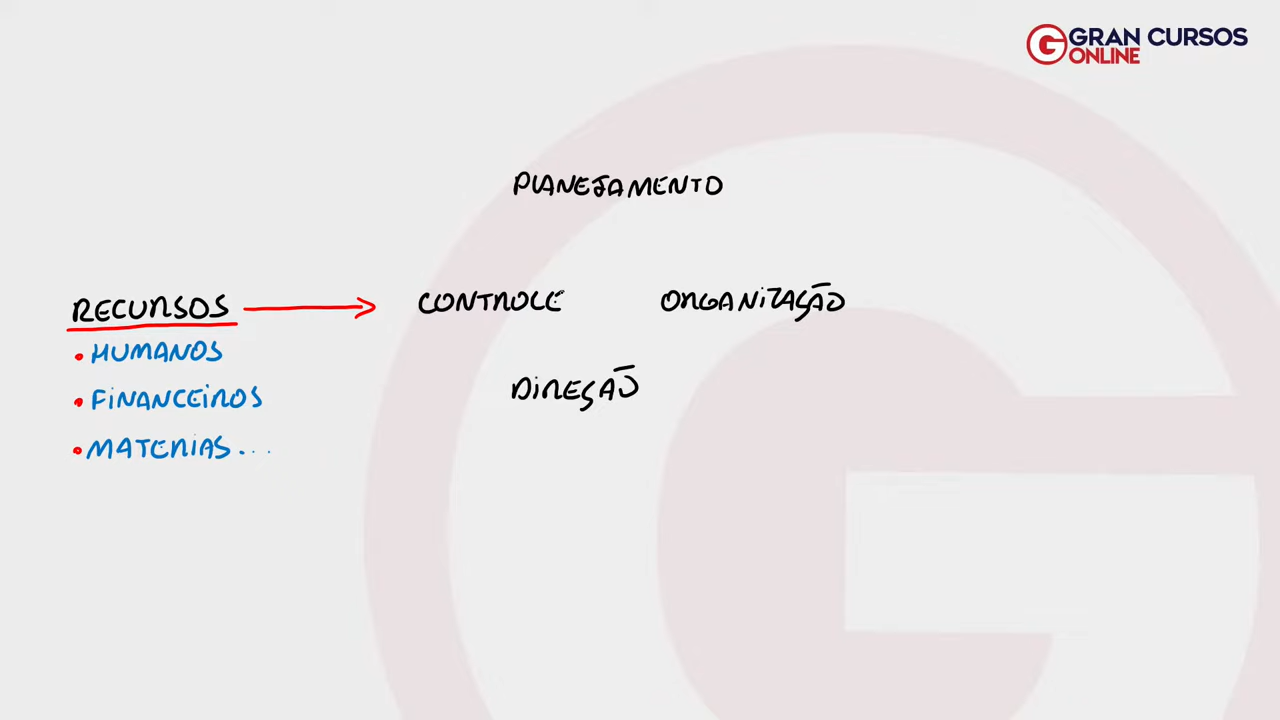 GRAN CURSOS
ONLINE
PLANEJAMENTO
RECURSOS
CONTROLE
ORGANIZAÇÃO
• HUMANOS
DIREÇÃO
• FINANCEIROS
• MATERIAS...